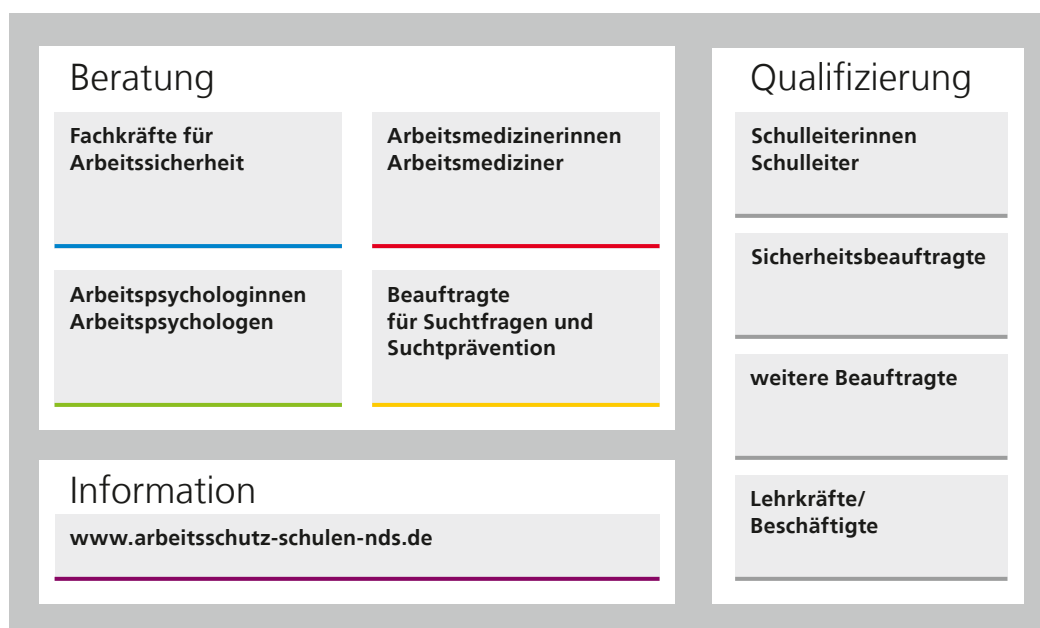 Beratung
Fachkräfte für
Arbeitssicherheit
Arbeitsmedizinerinnen
Arbeitsmediziner
Arbeitspsychologinnen
Arbeitspsychologen
Beauftragte
für Suchtfragen und
Suchtprävention
Information
www.arbeitsschutz-schulen-nds.de
Qualifizierung
Schulleiterinnen
Schulleiter
Sicherheitsbeauftragte
weitere Beauftragte
Lehrkräfte/
Beschäftigte